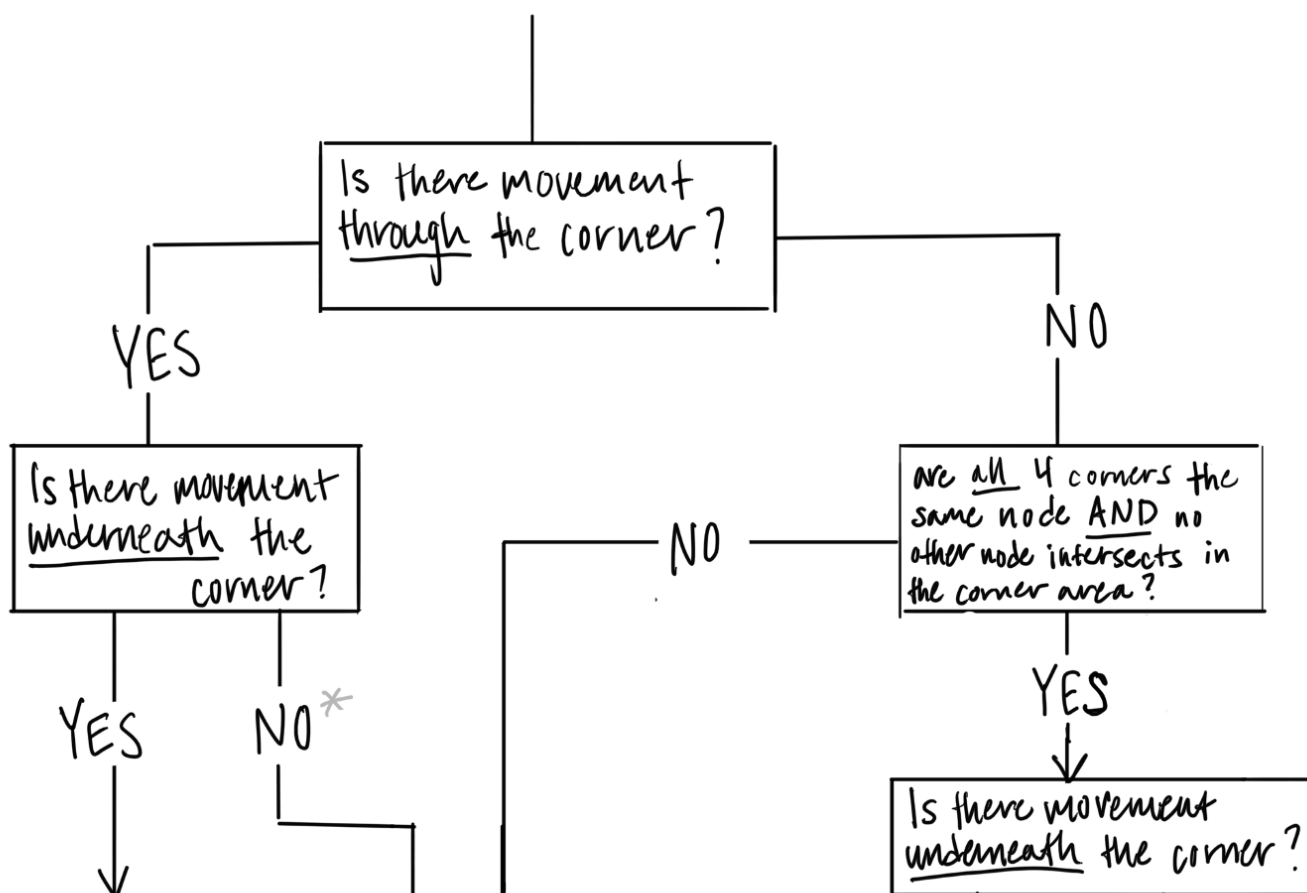 Is there movement
through the corner?
YES
NO
Is there movement
underneath the
corner?
are all 4 corners the
same node AND no
other node intersects in
the corner area?
NO
YES
NO*
YES
Is there movement
underneath the corner?